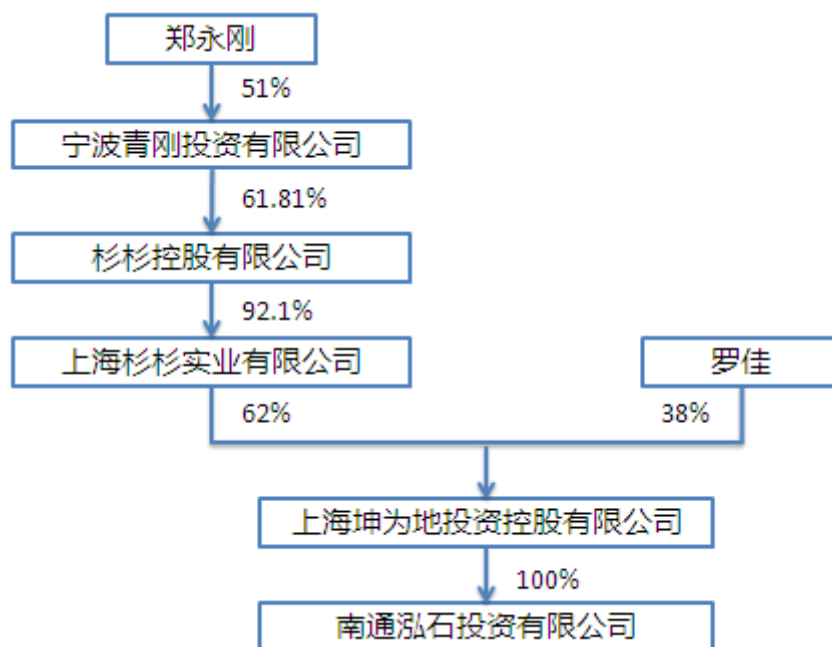 郑永刚
51%
宁波青刚投资有限公司
61.81%
杉杉控股有限公司
92.1%
上海杉杉实业有限公司
罗佳
62%
38%
上海坤为地投资控股有限公司
100%
南通泓石投资有限公司